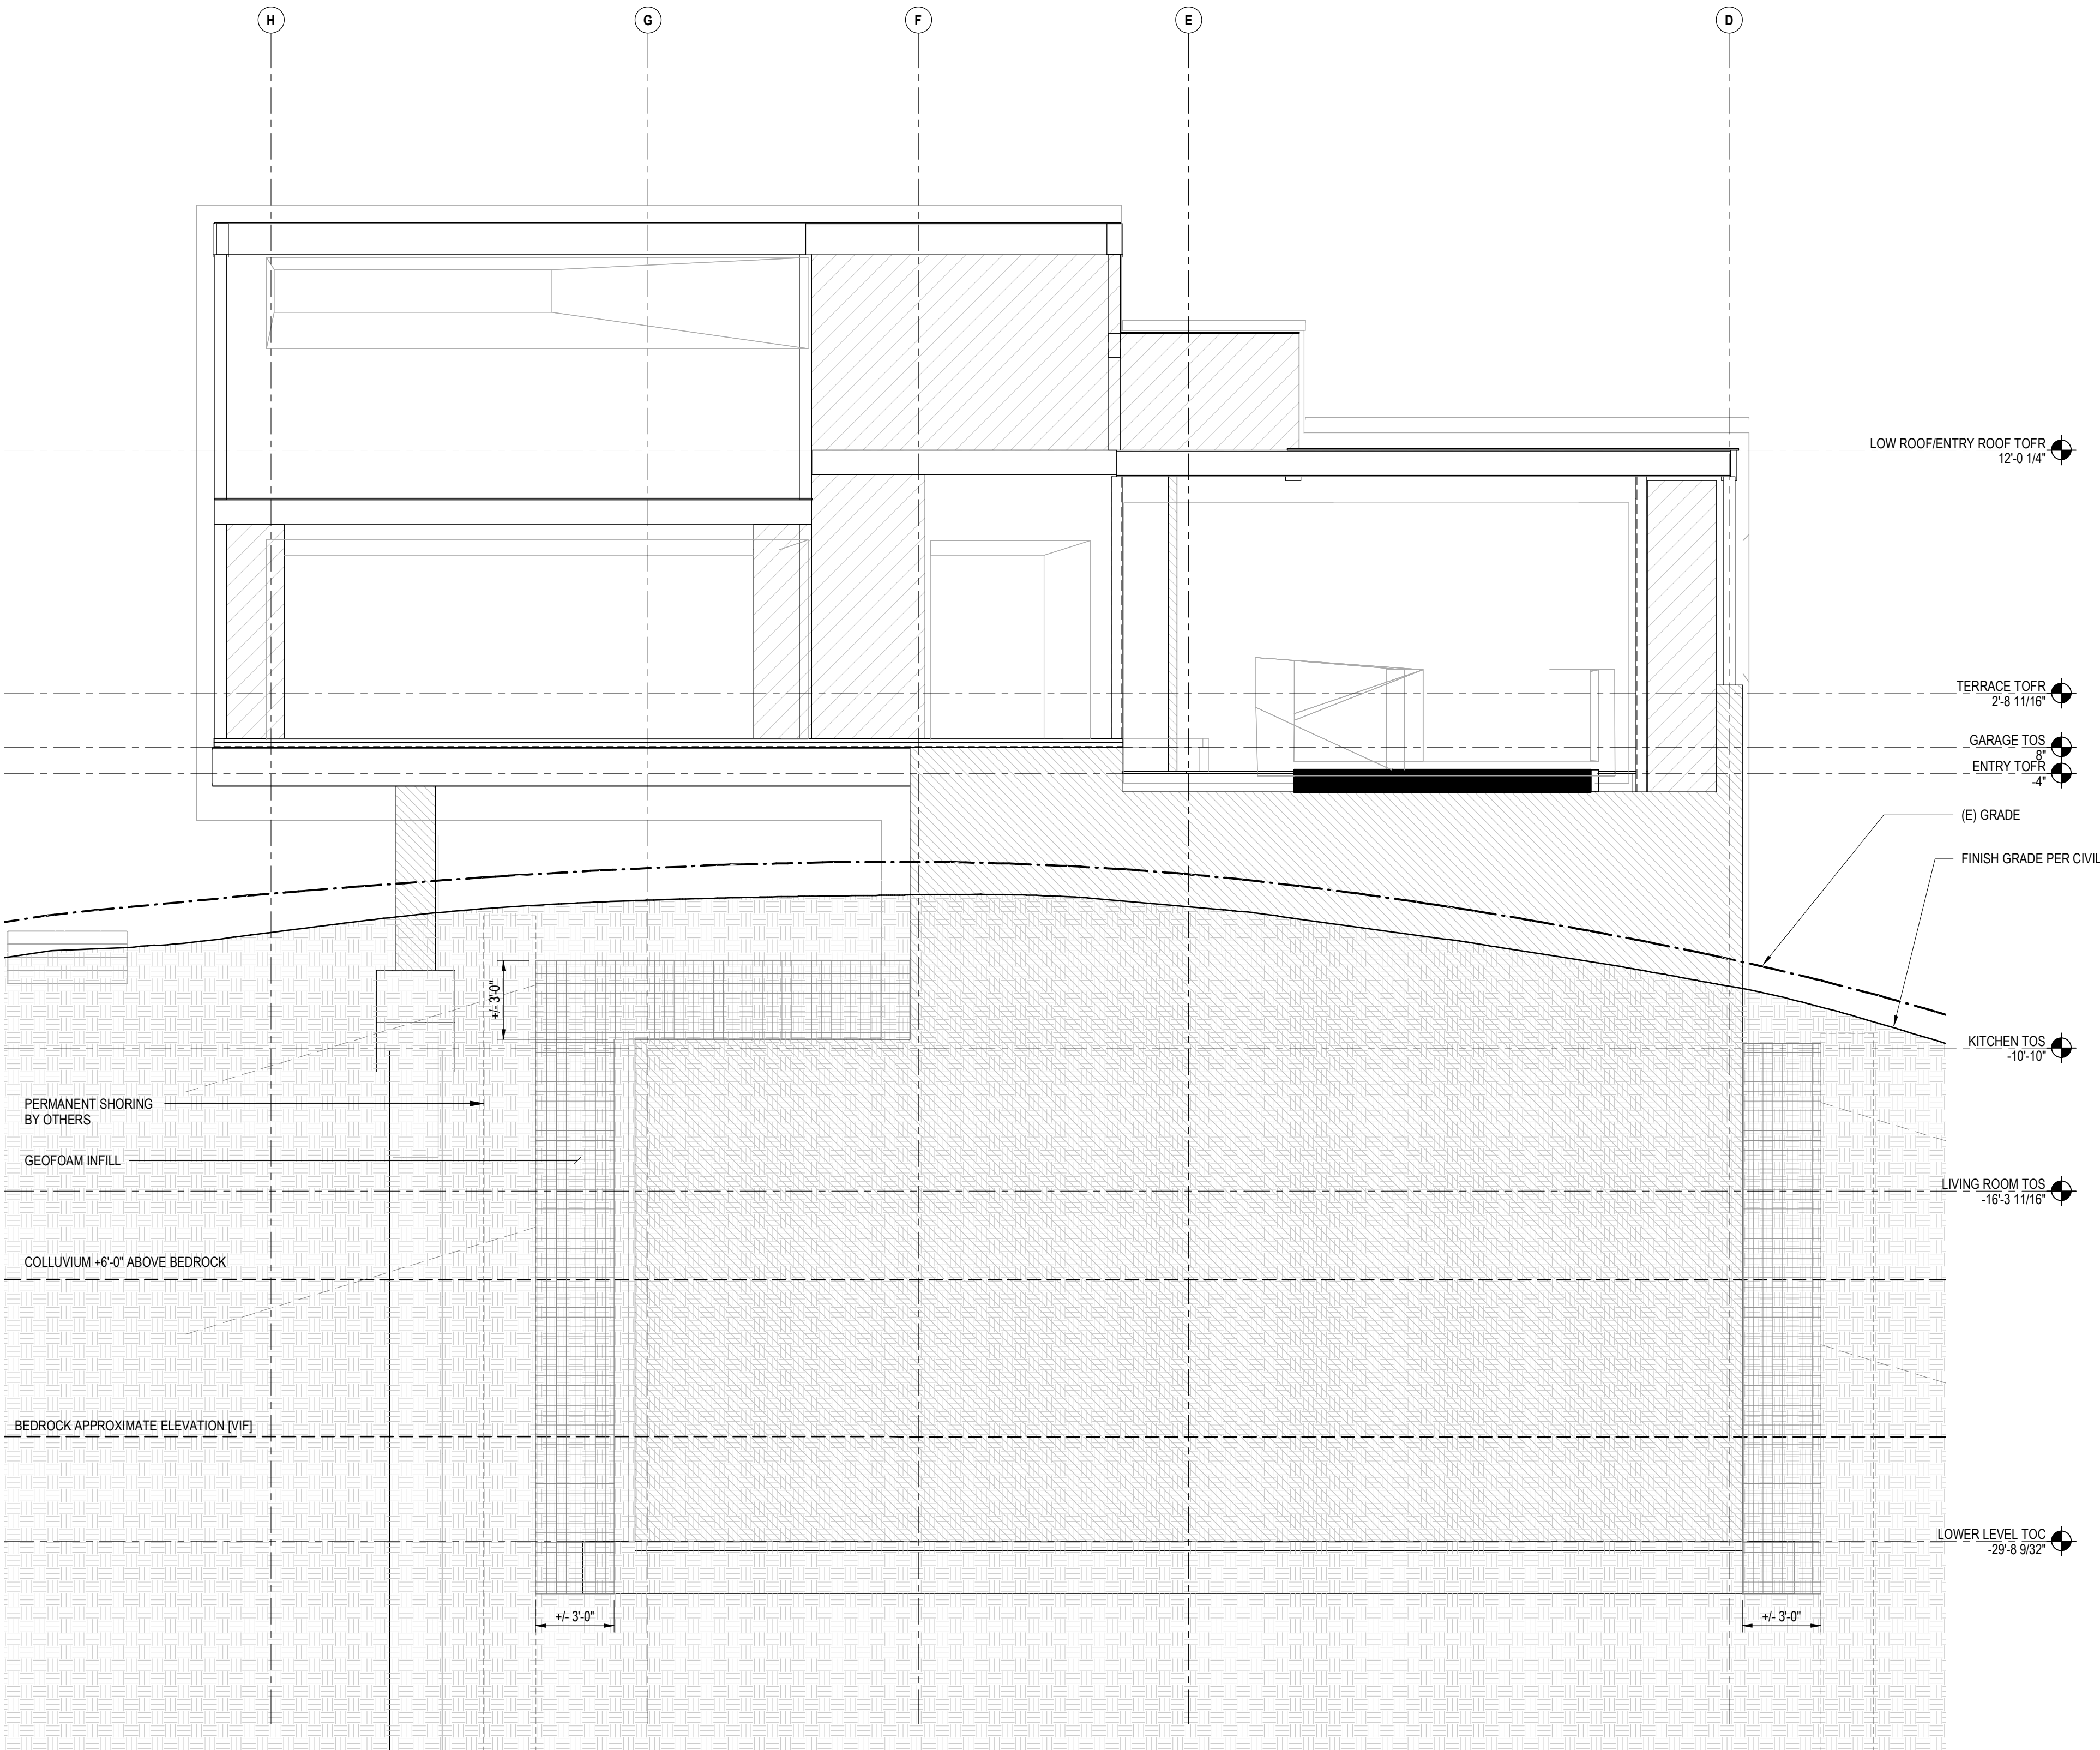 H
G
F
E
D
LOW ROOF/ENTRY ROOF TOFR
12'-0 1/4"
TERRACE TOFR
2'-8 11/16"
GARAGE TOS
8"
ENTRY TOFR
-4"
(E) GRADE
FINISH GRADE PER CIVIL
+/- 3'-0"
KITCHEN TOS
-10'-10"
PERMANENT SHORING
BY OTHERS
GEOFOAM INFILL
LIVING ROOM TOS
-16'-3 11/16"
COLLUVIUM +6'-0" ABOVE BEDROCK
BEDROCK APPROXIMATE ELEVATION [VIF]
LOWER LEVEL TOC
-29'-8 9/32"
+/- 3'-0"
+/- 3'-0"